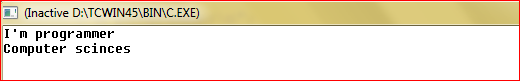 (Inactive D:\TCWIN45\BIN\C.EXE)
I'm programmer
Computer scinces